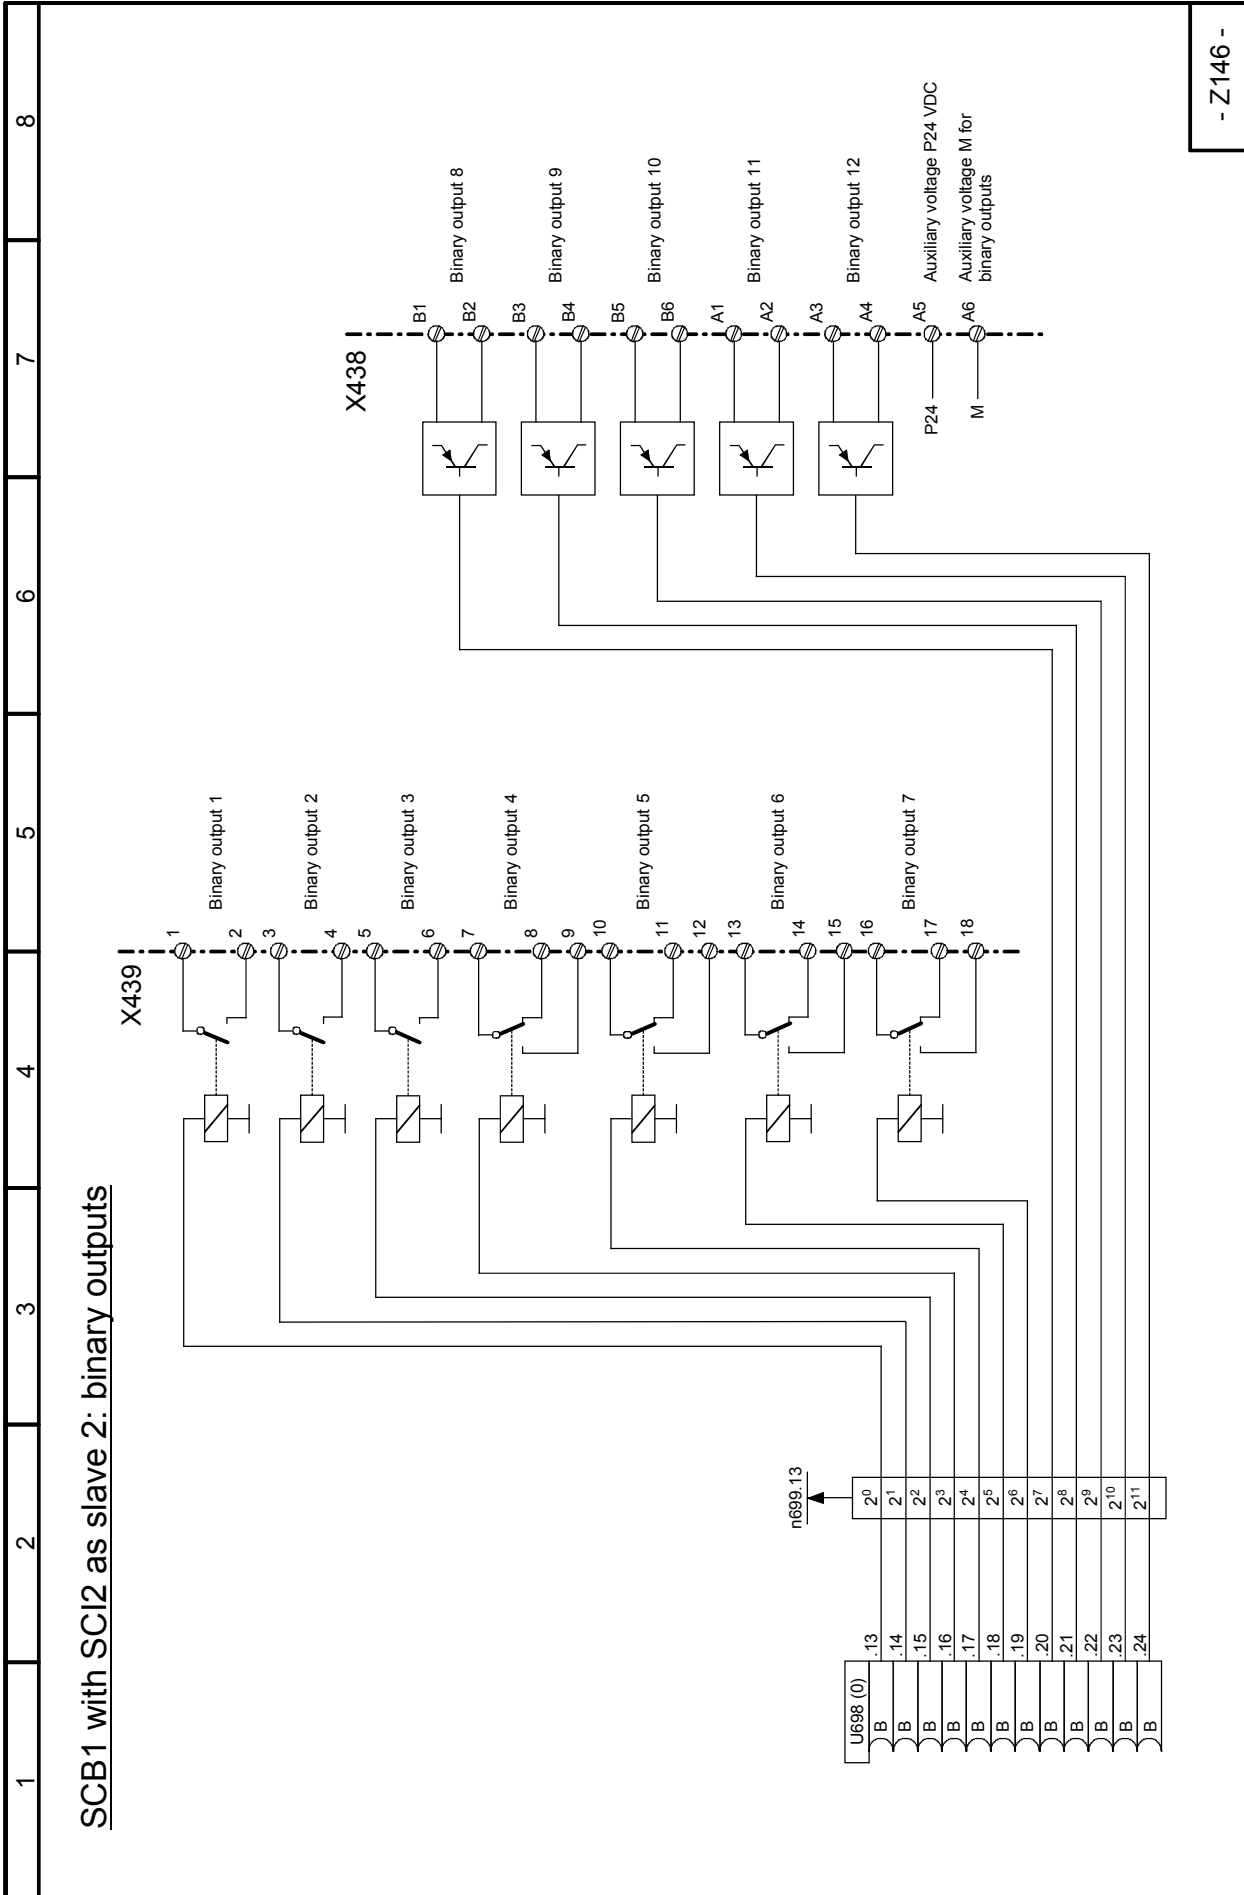 1 2 3 4 5 6 7 8
SCB1 with SCI2 as slave 2: binary outputs
X439
1
Binary output 1
2
3
Binary output 2
4
5
Binary output 3
6
7
Binary output 4
8
9
10
Binary output 5
11
12
13
Binary output 6
14
15
16
Binary output 7
17
18
X438
B1
Binary output 8
B2
B3
Binary output 9
B4
B5
Binary output 10
B6
A1
Binary output 11
A2
A3
Binary output 12
A4
P24 A5 Auxiliary voltage P24 VDC
M A6 Auxiliary voltage M for
binary outputs
n699.13
U698 (0)
B .13 2⁰
B .14 2¹
B .15 2²
B .16 2³
B .17 2⁴
B .18 2⁵
B .19 2⁶
B .20 2⁷
B .21 2⁸
B .22 2⁹
B .23 2¹⁰
B .24 2¹¹
- Z146 -